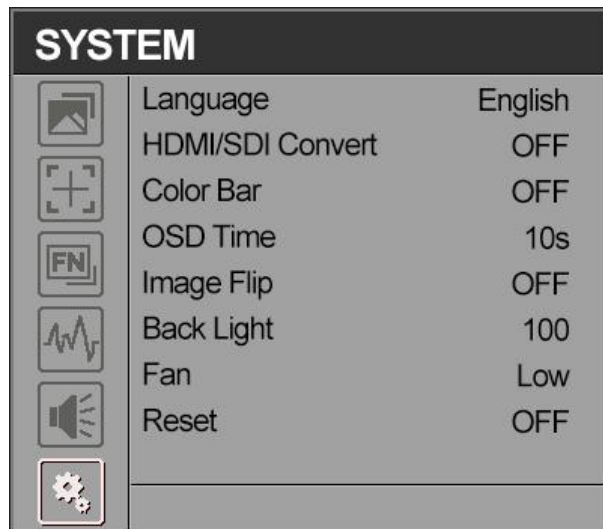 SYSTEM
Language English
HDMI/SDI Convert OFF
Color Bar OFF
OSD Time 10s
FN
Image Flip OFF
Back Light 100
Fan Low
Reset OFF